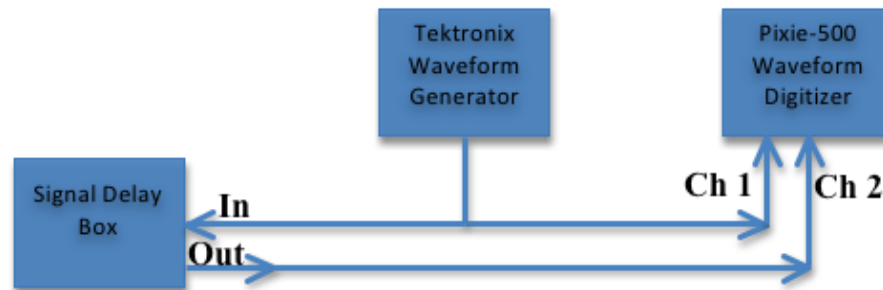 Tektronix
Waveform
Generator
Pixie-500
Waveform
Digitizer
Signal Delay
Box
In
Out
Ch 1
Ch 2